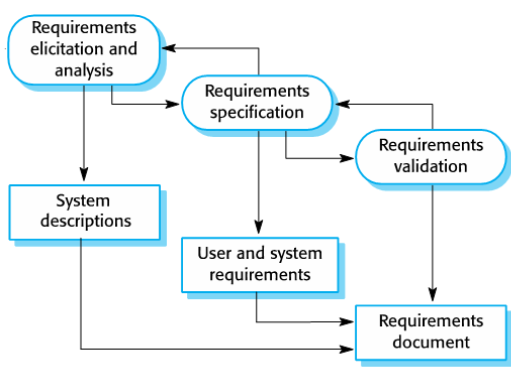 Requirements
elicitation and
analysis
Requirements
specification
Requirements
validation
System
descriptions
User and system
requirements
Requirements
document